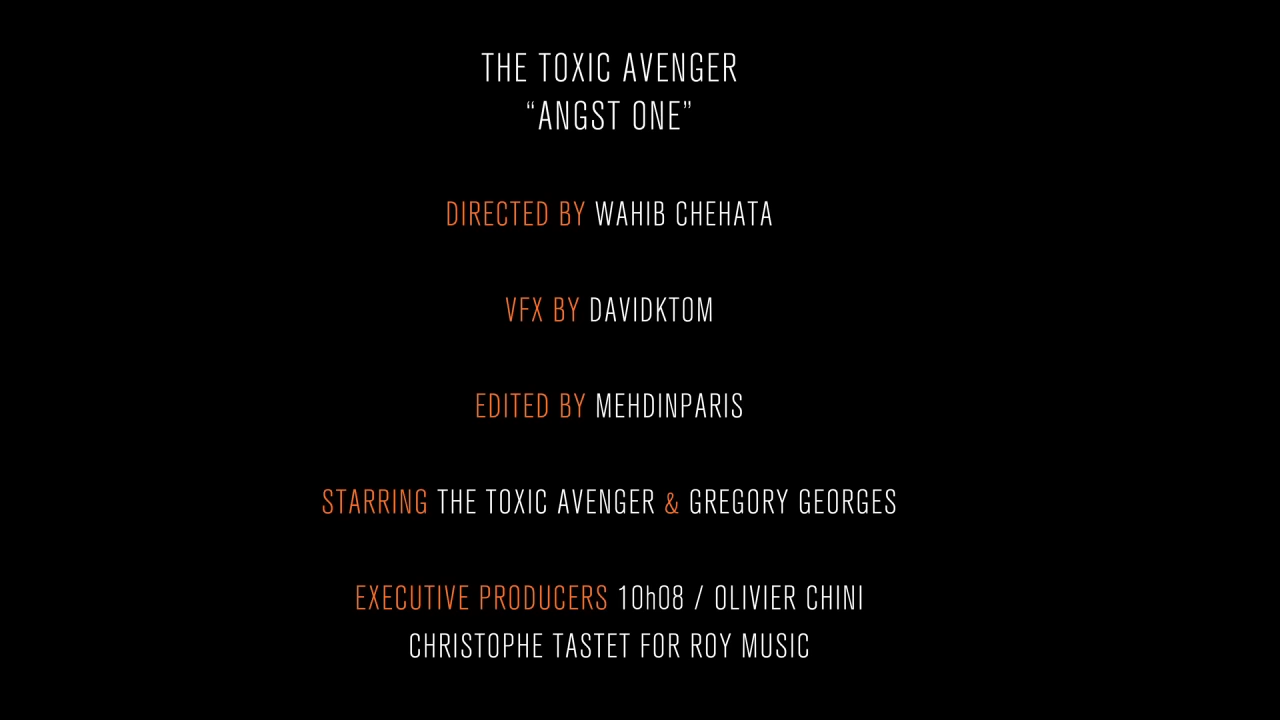 THE TOXIC AVENGER
“ANGST ONE”
DIRECTED BY WAHIB CHEHATA
VFX BY DAVIDKTOM
EDITED BY MEHDINPARIS
STARRING THE TOXIC AVENGER & GREGORY GEORGES
EXECUTIVE PRODUCERS 10h08 / OLIVIER CHINI
CHRISTOPHE TASTET FOR ROY MUSIC